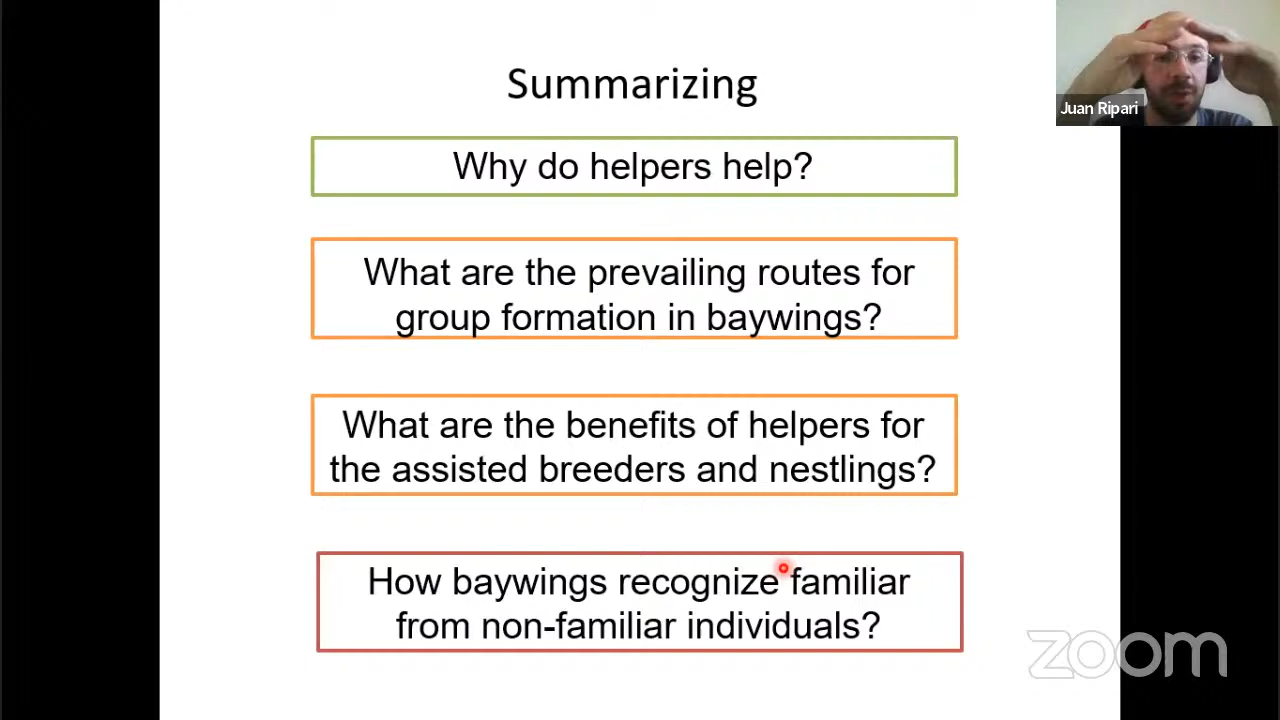 Summarizing
Juan Ripari
Why do helpers help?
What are the prevailing routes for
group formation in baywings?
What are the benefits of helpers for
the assisted breeders and nestlings?
How baywings recognize familiar
from non-familiar individuals?
zoom